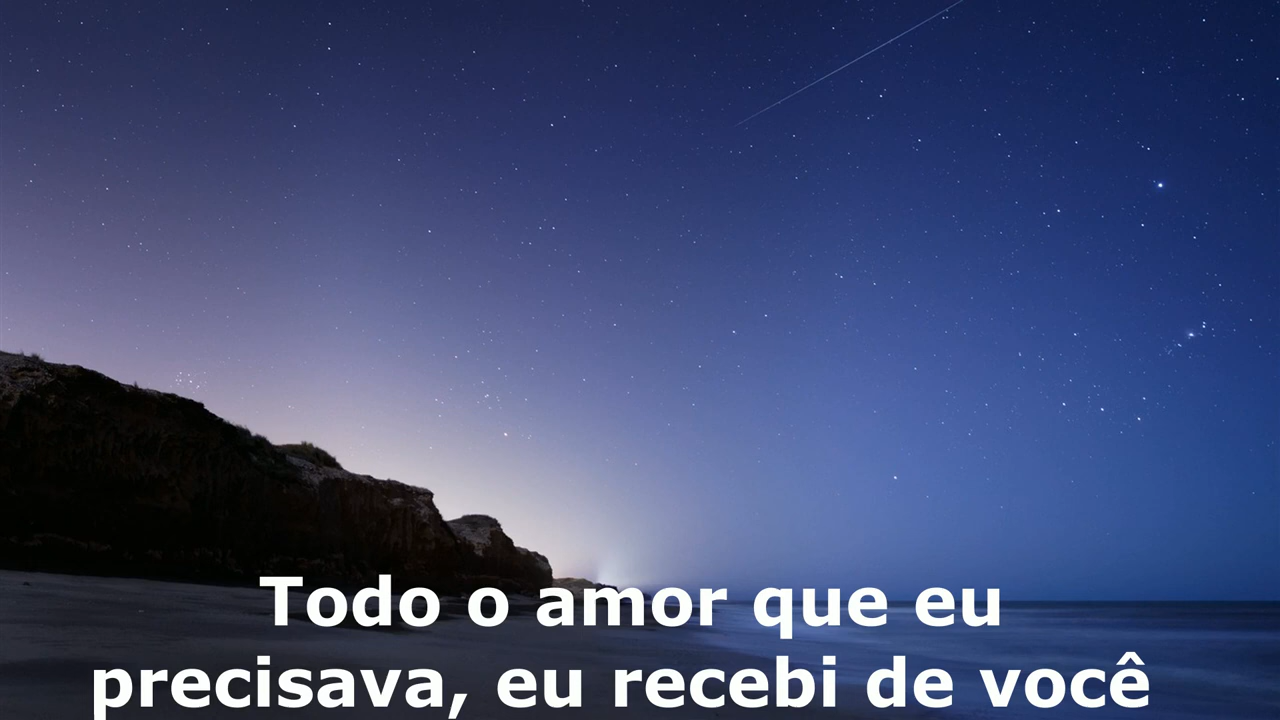 Todo o amor que eu
precisava, eu recebi de você